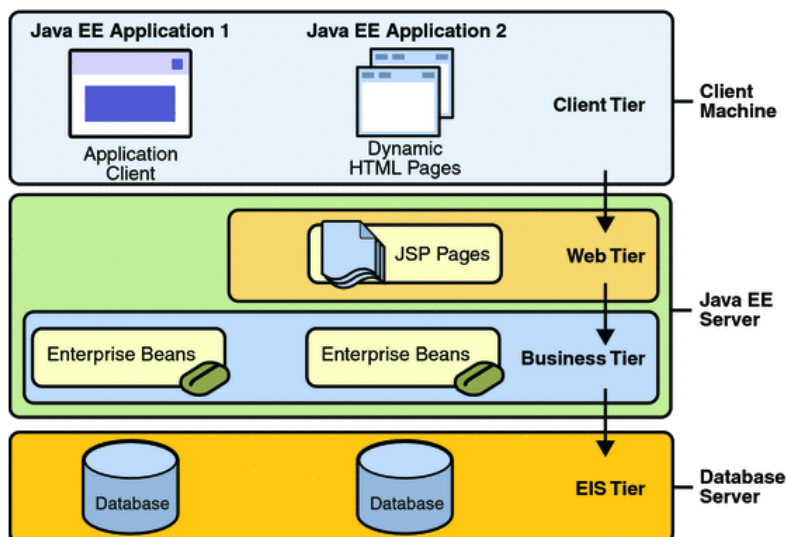 Java EE Application 1
Java EE Application 2
Application
Client
Dynamic
HTML Pages
Client Tier
Client
Machine
JSP Pages
Web Tier
Java EE
Server
Enterprise Beans
Enterprise Beans
Business Tier
Database
Database
EIS Tier
Database
Server